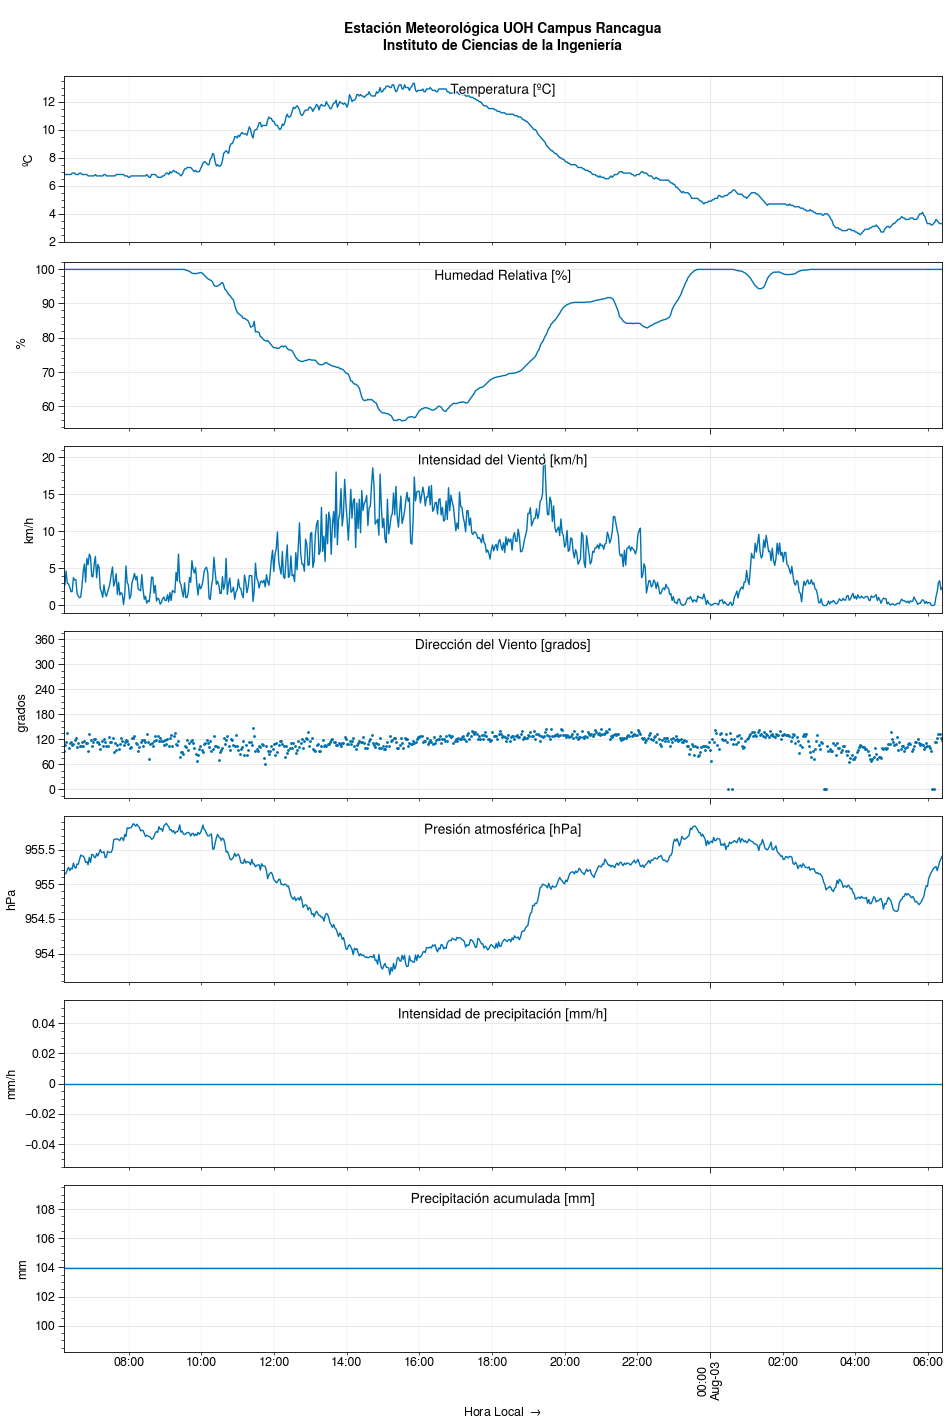 Estación Meteorológica UOH Campus Rancagua
Instituto de Ciencias de la Ingeniería
Temperatura [ºC]
12
10
8
6
4
2
ºC
Humedad Relativa [%]
100
90
80
70
60
%
Intensidad del Viento [km/h]
20
15
10
5
0
km/h
Dirección del Viento [grados]
360
300
240
180
120
60
0
grados
Presión atmosférica [hPa]
955.5
955
954.5
954
hPa
Intensidad de precipitación [mm/h]
0.04
0.02
0
−0.02
−0.04
mm/h
Precipitación acumulada [mm]
108
106
104
102
100
mm
08:00 10:00 12:00 14:00 16:00 18:00 20:00 22:00 00:00 02:00 04:00 06:00
Aug-03
Hora Local →